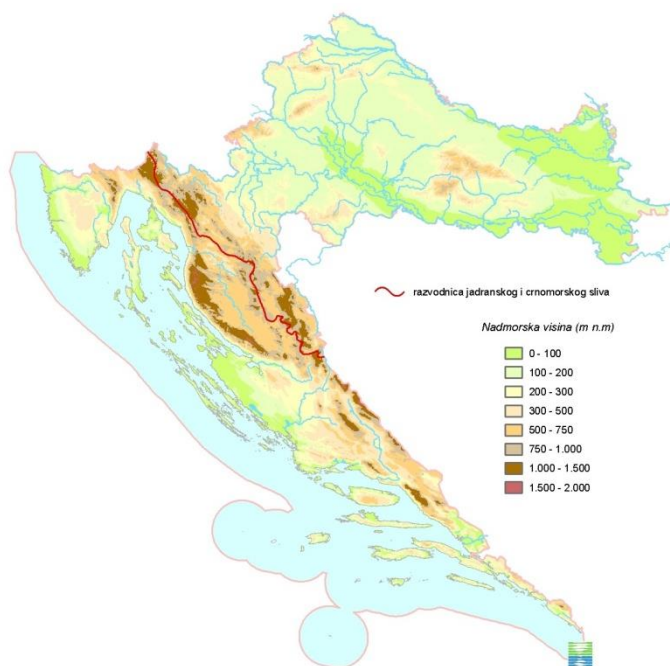 razvodnica jadranskog i crnomorskog sliva
Nadmorska visina (m n.m)
0 - 100
100 - 200
200 - 300
300 - 500
500 - 750
750 - 1.000
1.000 - 1.500
1.500 - 2.000